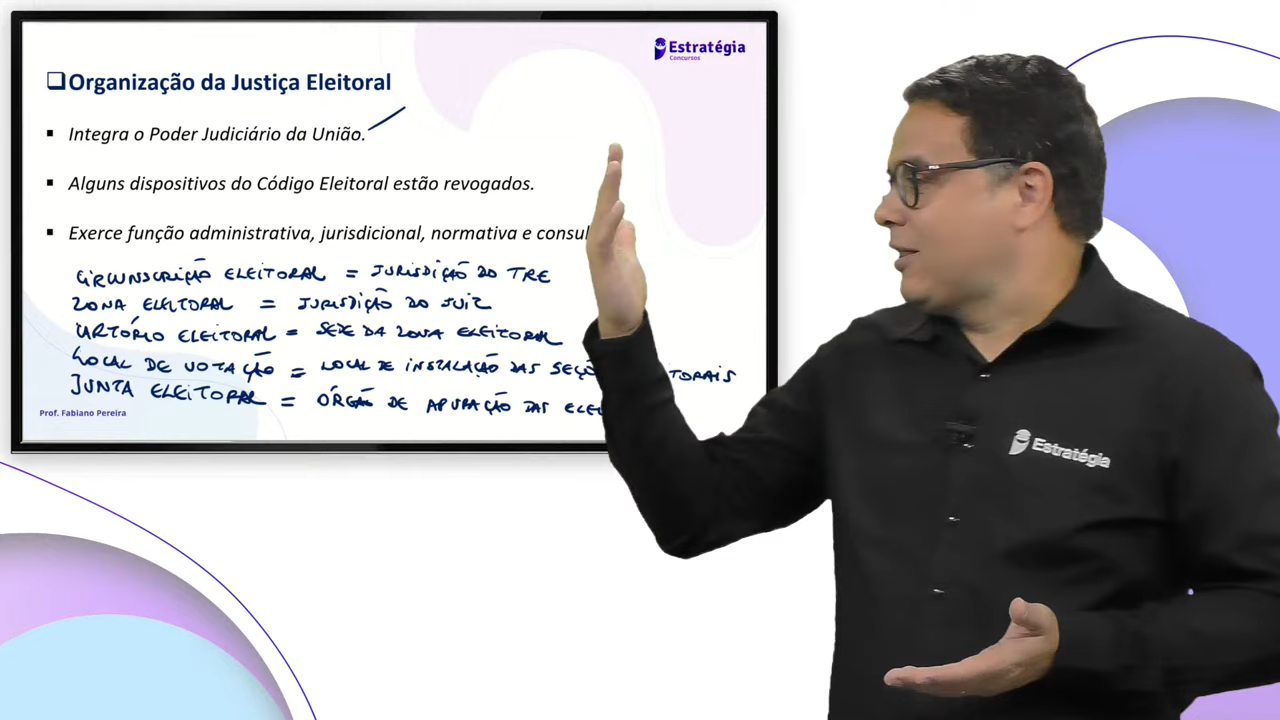 Estratégia
Concursos
Organização da Justiça Eleitoral
Integra o Poder Judiciário da União.
Alguns dispositivos do Código Eleitoral estão revogados.
Exerce função administrativa, jurisdicional, normativa e consul
CIRCUNSCRIÇÃO ELEITORAL = JURISDIÇÃO DO TRE
ZONA ELEITORAL = JURISDIÇÃO DO JUIZ
CARTÓRIO ELEITORAL = SEDE DA ZONA ELEITORAL
LOCAL DE VOTAÇÃO = LOCAL DE INSTALAÇÃO DAS SEÇÕ TORAIS
JUNTA ELEITORAL = ÓRGÃO DE APURAÇÃO DAS ELE
Prof. Fabiano Pereira
Estratégia